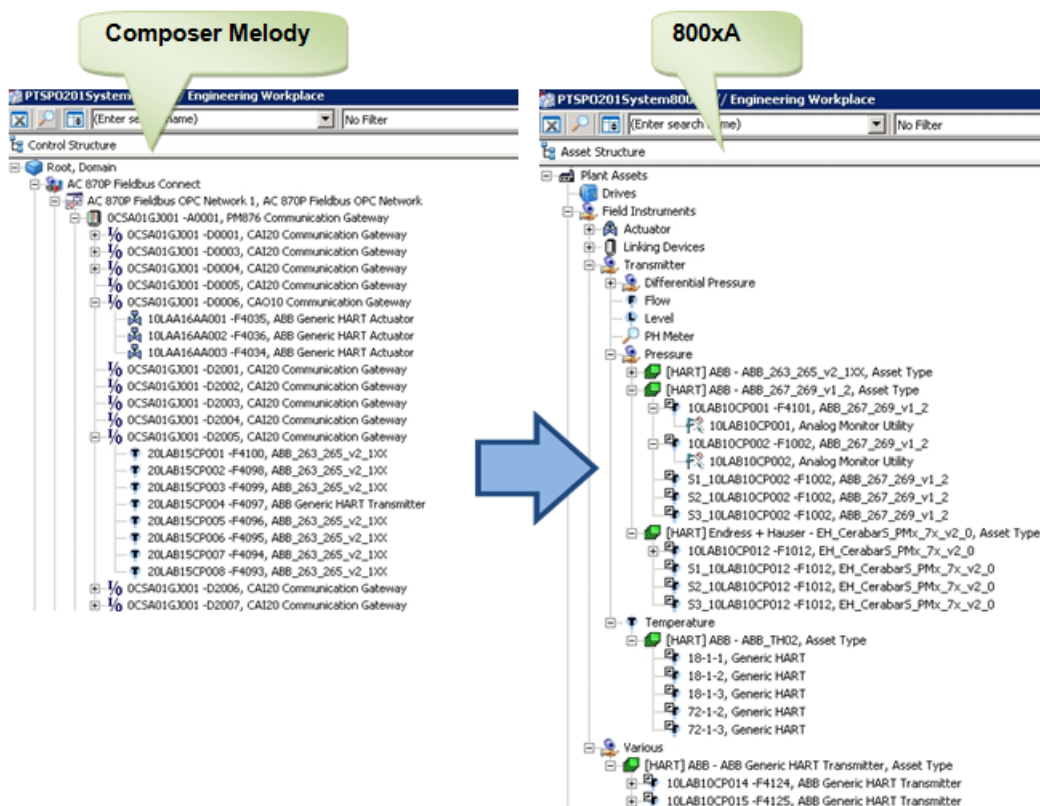 Composer Melody
PTSPO201System / Engineering Workplace
(Enter se name)
No Filter
Control Structure
Root, Domain
AC 870P Fieldbus Connect
AC 870P Fieldbus OPC Network 1, AC 870P Fieldbus OPC Network
0CSA01GJ001 -A0001, PM876 Communication Gateway
0CSA01GJ001 -D0001, CAI20 Communication Gateway
0CSA01GJ001 -D0003, CAI20 Communication Gateway
0CSA01GJ001 -D0004, CAI20 Communication Gateway
0CSA01GJ001 -D0005, CAI20 Communication Gateway
0CSA01GJ001 -D0006, CAO10 Communication Gateway
10LAA16AA001 -F4035, ABB Generic HART Actuator
10LAA16AA002 -F4036, ABB Generic HART Actuator
10LAA16AA003 -F4034, ABB Generic HART Actuator
0CSA01GJ001 -D2001, CAI20 Communication Gateway
0CSA01GJ001 -D2002, CAI20 Communication Gateway
0CSA01GJ001 -D2003, CAI20 Communication Gateway
0CSA01GJ001 -D2004, CAI20 Communication Gateway
0CSA01GJ001 -D2005, CAI20 Communication Gateway
20LAB15CP001 -F4100, ABB_263_265_v2_1XX
20LAB15CP002 -F4098, ABB_263_265_v2_1XX
20LAB15CP003 -F4099, ABB_263_265_v2_1XX
20LAB15CP004 -F4097, ABB Generic HART Transmitter
20LAB15CP005 -F4096, ABB_263_265_v2_1XX
20LAB15CP006 -F4095, ABB_263_265_v2_1XX
20LAB15CP007 -F4094, ABB_263_265_v2_1XX
20LAB15CP008 -F4093, ABB_263_265_v2_1XX
0CSA01GJ001 -D2006, CAI20 Communication Gateway
0CSA01GJ001 -D2007, CAI20 Communication Gateway
800xA
PTSPO201System800 / Engineering Workplace
(Enter search me)
No Filter
Asset Structure
Plant Assets
Drives
Field Instruments
Actuator
Linking Devices
Transmitter
Differential Pressure
Flow
Level
PH Meter
Pressure
[HART] ABB - ABB_263_265_v2_1XX, Asset Type
[HART] ABB - ABB_267_269_v1_2, Asset Type
10LAB10CP001 -F4101, ABB_267_269_v1_2
10LAB10CP001, Analog Monitor Utility
10LAB10CP002 -F1002, ABB_267_269_v1_2
10LAB10CP002, Analog Monitor Utility
S1_10LAB10CP002 -F1002, ABB_267_269_v1_2
S2_10LAB10CP002 -F1002, ABB_267_269_v1_2
S3_10LAB10CP002 -F1002, ABB_267_269_v1_2
[HART] Endress + Hauser - EH_CerabarS_PMx_7x_v2_0, Asset Type
10LAB10CP012 -F1012, EH_CerabarS_PMx_7x_v2_0
S1_10LAB10CP012 -F1012, EH_CerabarS_PMx_7x_v2_0
S2_10LAB10CP012 -F1012, EH_CerabarS_PMx_7x_v2_0
S3_10LAB10CP012 -F1012, EH_CerabarS_PMx_7x_v2_0
Temperature
[HART] ABB - ABB_TH02, Asset Type
18-1-1, Generic HART
18-1-2, Generic HART
18-1-3, Generic HART
72-1-2, Generic HART
72-1-3, Generic HART
Various
[HART] ABB - ABB Generic HART Transmitter, Asset Type
10LAB10CP014 -F4124, ABB Generic HART Transmitter
10LAB10CP015 -F4125, ABB Generic HART Transmitter